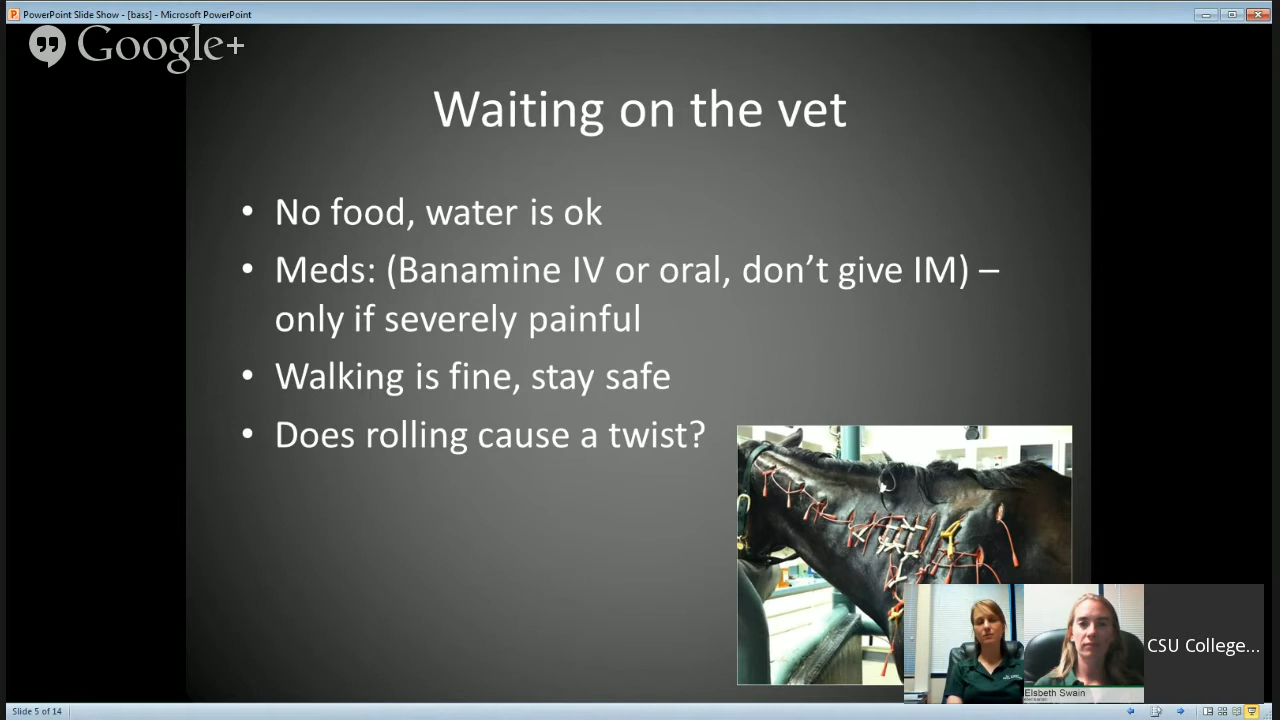 PowerPoint Slide Show - [bass] - Microsoft PowerPoint
Google+
Waiting on the vet
• No food, water is ok
• Meds: (Banamine IV or oral, don’t give IM) –
only if severely painful
• Walking is fine, stay safe
• Does rolling cause a twist?
CSU College...
Elsbeth Swain
Slide 5 of 14